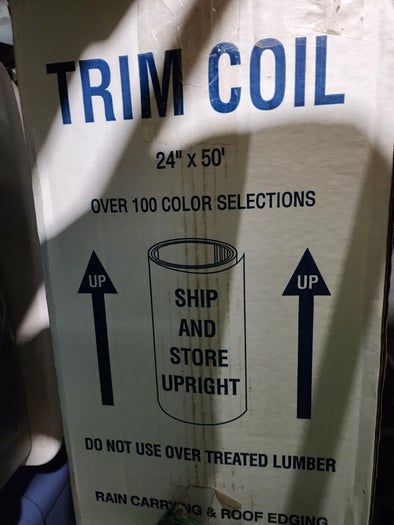 TRIM COIL
24" x 50'
OVER 100 COLOR SELECTIONS
UP
UP
SHIP
AND
STORE
UPRIGHT
DO NOT USE OVER TREATED LUMBER
RAIN CARRYING & ROOF EDGING